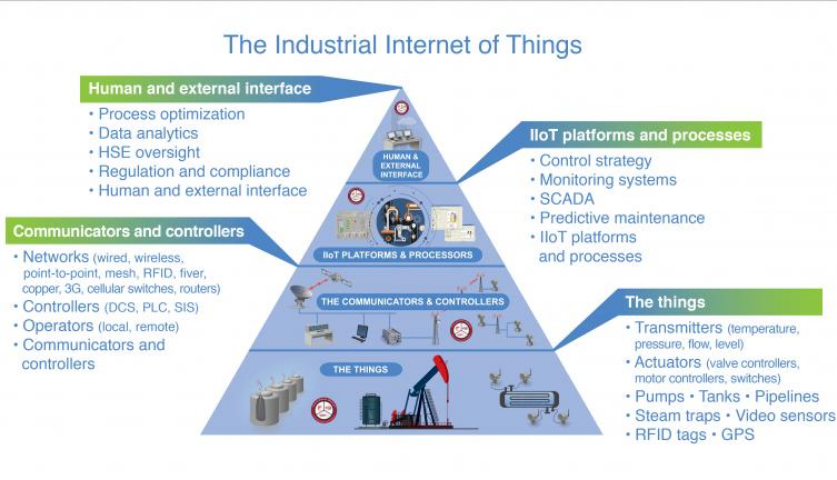 The Industrial Internet of Things
Human and external interface
• Process optimization
• Data analytics
• HSE oversight
• Regulation and compliance
• Human and external interface
IIoT platforms and processes
• Control strategy
• Monitoring systems
• SCADA
• Predictive maintenance
• IIoT platforms
and processes
Communicators and controllers
• Networks (wired, wireless,
point-to-point, mesh, RFID, fiver,
copper, 3G, cellular switches, routers)
• Controllers (DCS, PLC, SIS)
• Operators (local, remote)
• Communicators and
controllers
The things
• Transmitters (temperature,
pressure, flow, level)
• Actuators (valve controllers,
motor controllers, switches)
• Pumps • Tanks • Pipelines
• Steam traps • Video sensors
• RFID tags • GPS
HUMAN &
EXTERNAL
INTERFACE
IIoT PLATFORMS & PROCESSORS
THE COMMUNICATORS & CONTROLLERS
THE THINGS